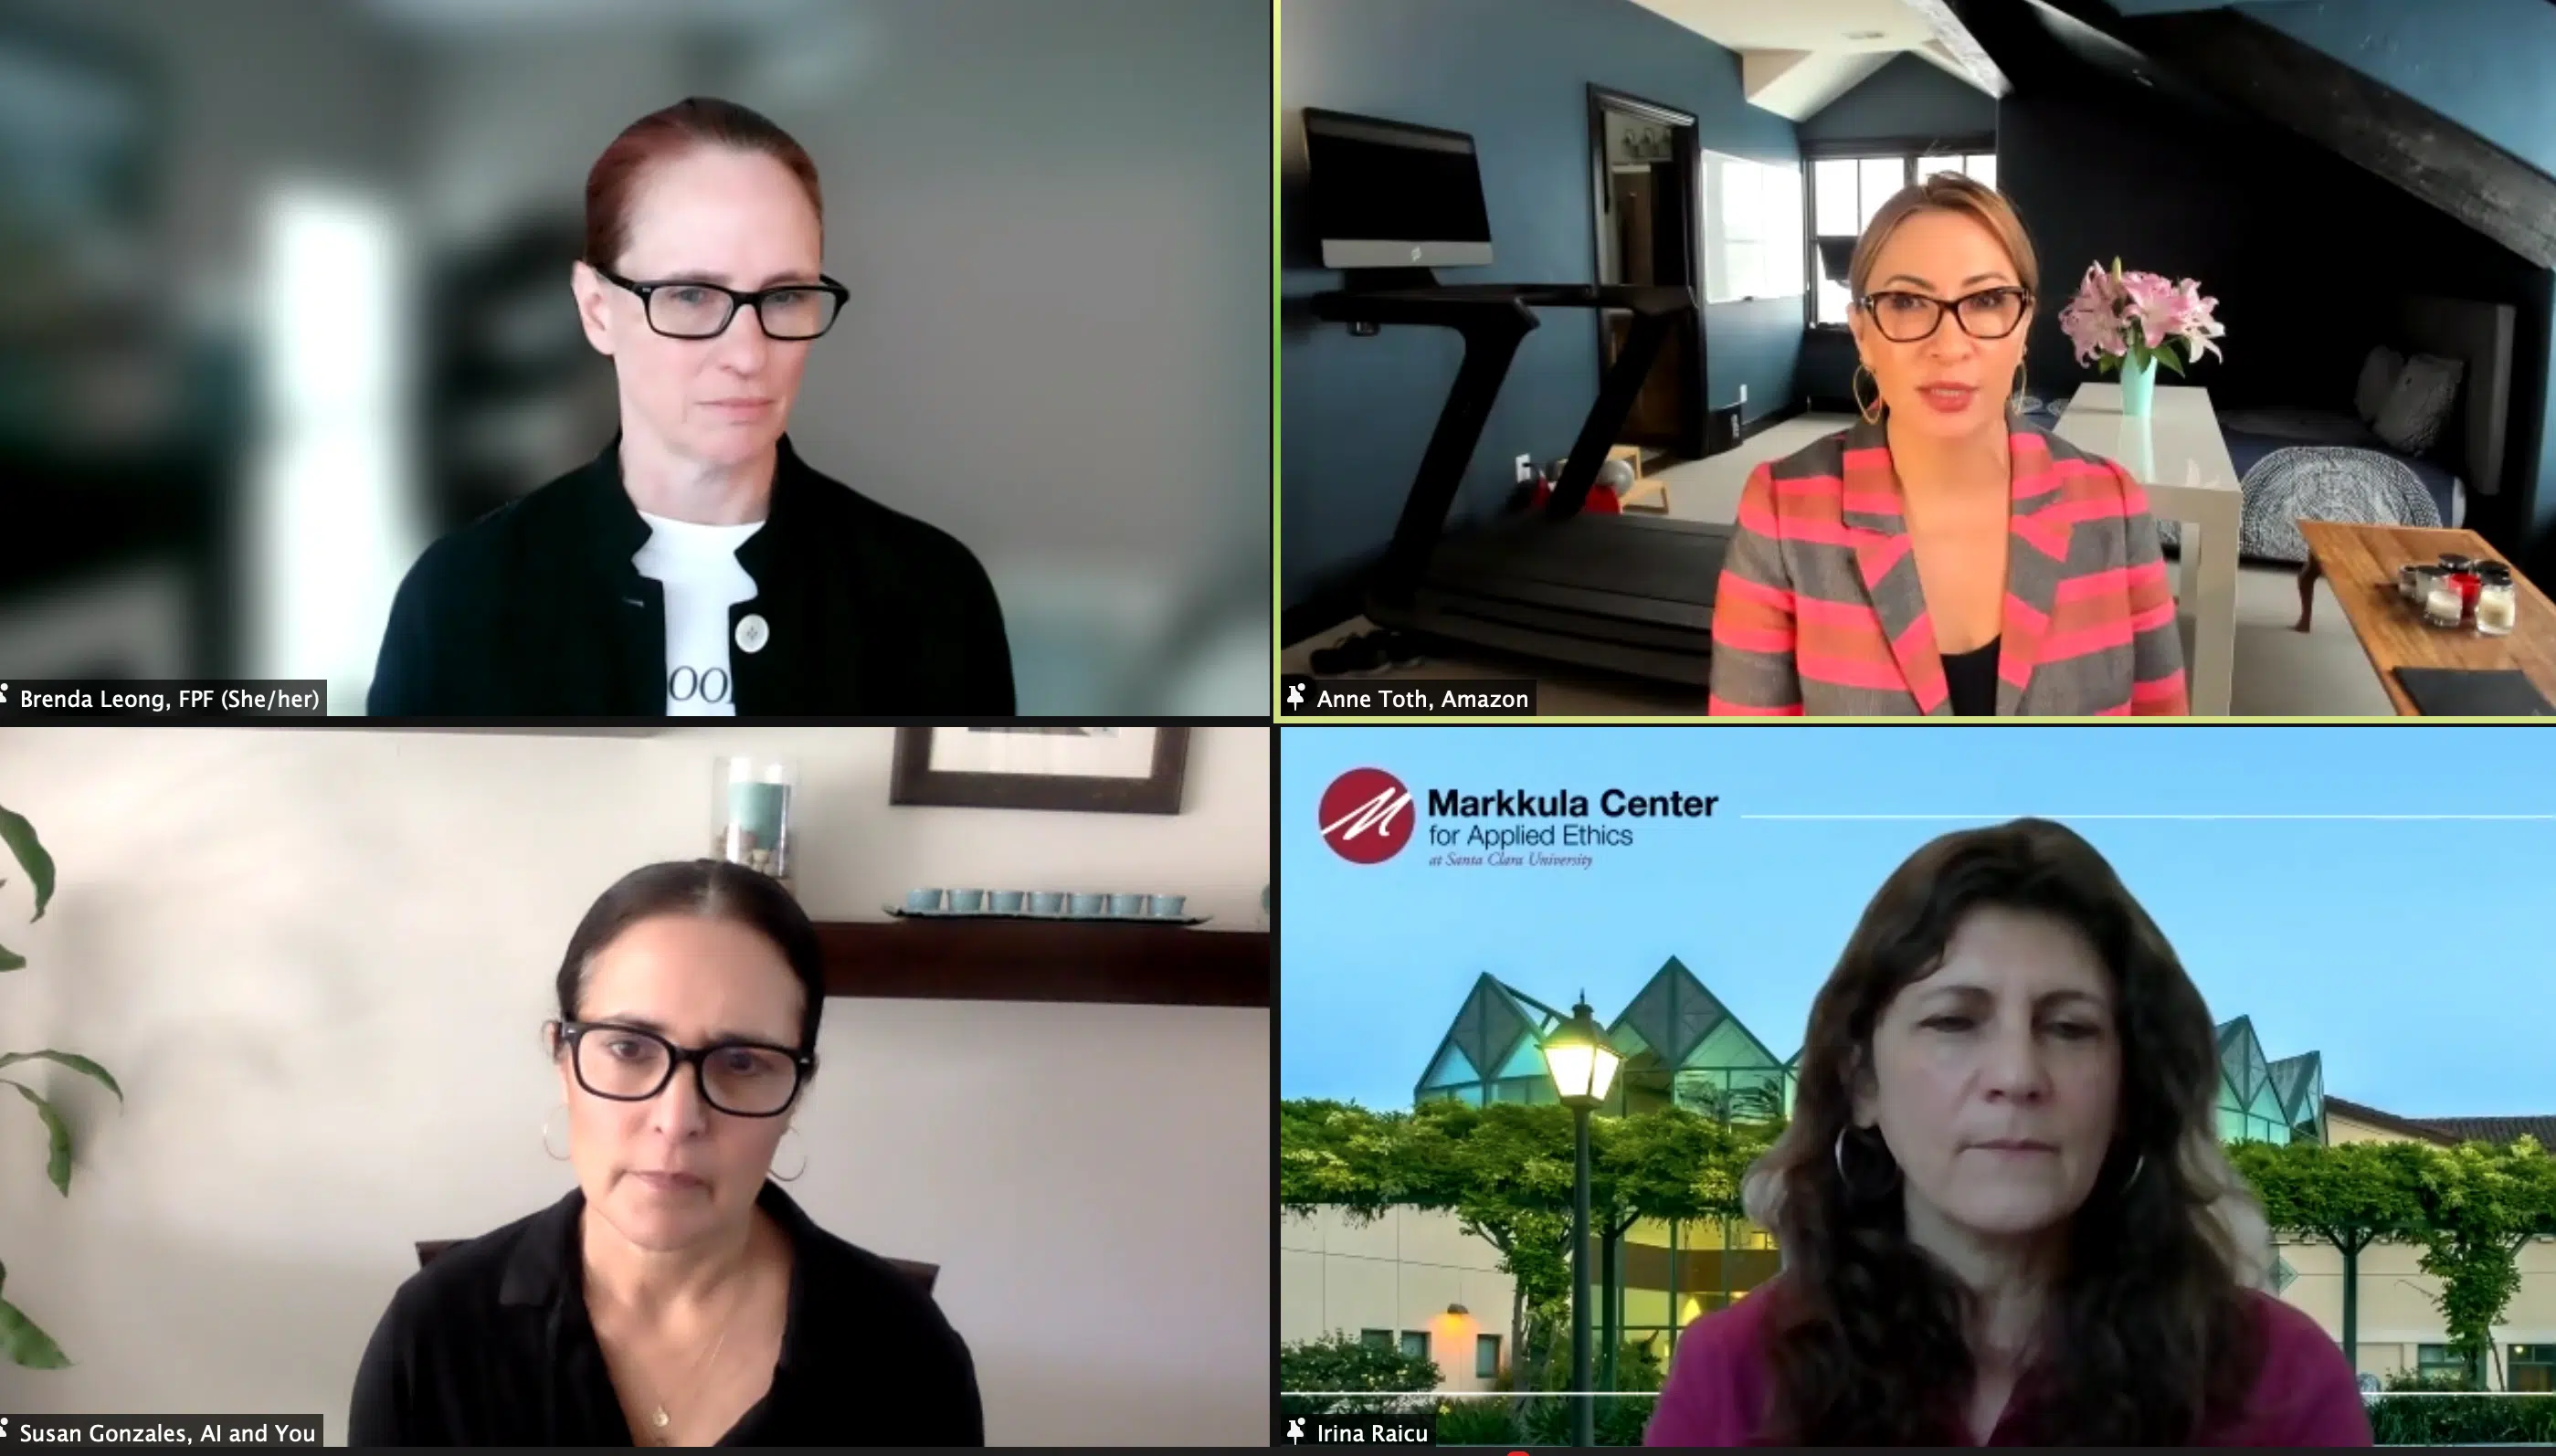 OO
Brenda Leong, FPF (She/her)
Anne Toth, Amazon
Markkula Center
for Applied Ethics
at Santa Clara University
Susan Gonzales, AI and You
Irina Raicu